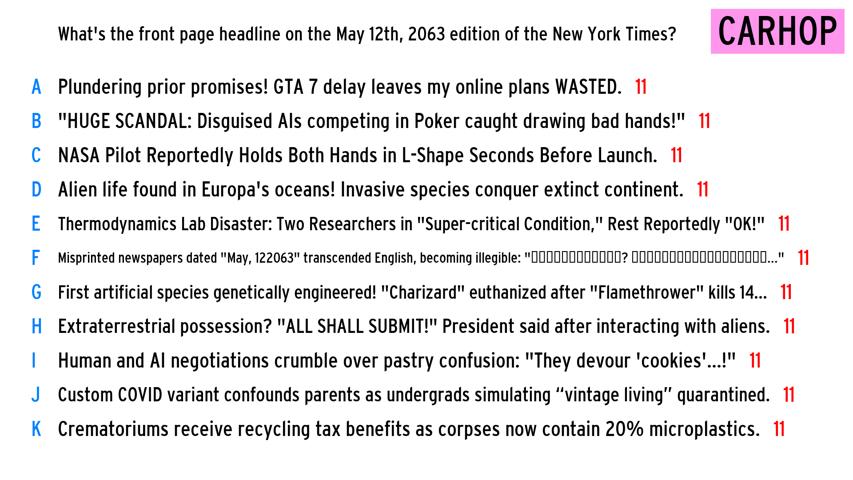 What's the front page headline on the May 12th, 2063 edition of the New York Times?
CARHOP
A Plundering prior promises! GTA 7 delay leaves my online plans WASTED. 11
B "HUGE SCANDAL: Disguised AIs competing in Poker caught drawing bad hands!" 11
C NASA Pilot Reportedly Holds Both Hands in L-Shape Seconds Before Launch. 11
D Alien life found in Europa's oceans! Invasive species conquer extinct continent. 11
E Thermodynamics Lab Disaster: Two Researchers in "Super-critical Condition," Rest Reportedly "OK!" 11
F Misprinted newspapers dated "May, 122063" transcended English, becoming illegible: "▯▯▯▯▯▯▯▯▯▯▯▯▯? ▯▯▯▯▯▯▯▯▯▯▯▯▯▯▯▯▯▯▯..." 11
G First artificial species genetically engineered! "Charizard" euthanized after "Flamethrower" kills 14... 11
H Extraterrestrial possession? "ALL SHALL SUBMIT!" President said after interacting with aliens. 11
I Human and AI negotiations crumble over pastry confusion: "They devour 'cookies'...!" 11
J Custom COVID variant confounds parents as undergrads simulating “vintage living” quarantined. 11
K Crematoriums receive recycling tax benefits as corpses now contain 20% microplastics. 11